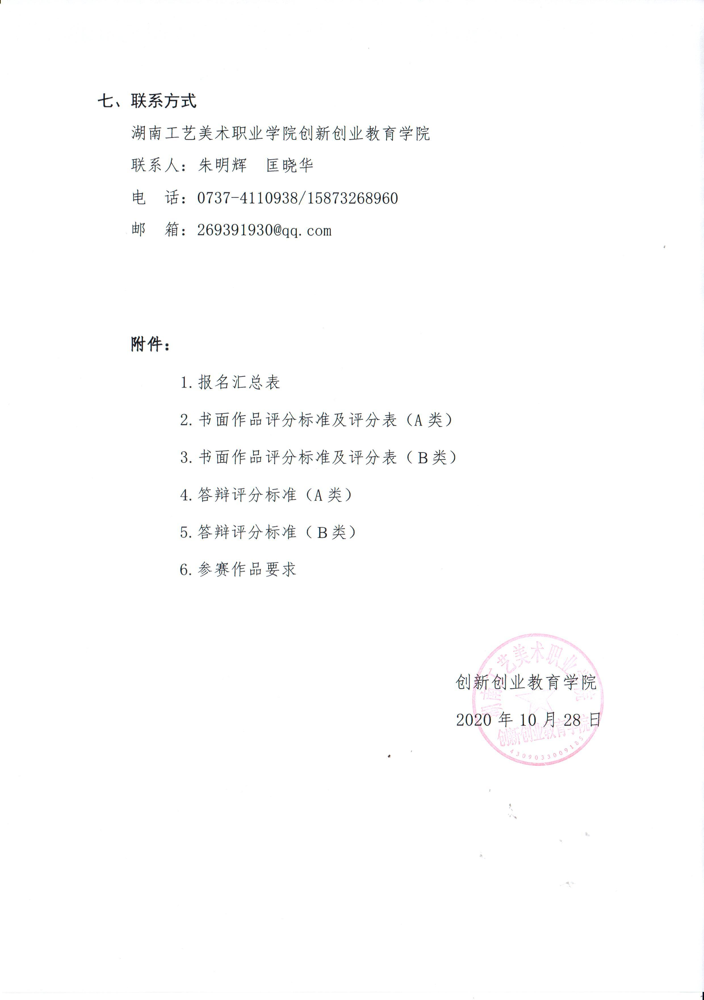 七、联系方式
湖南工艺美术职业学院创新创业教育学院
联系人：朱明辉　匡晓华
电　话：0737-4110938/15873268960
邮　箱：269391930@qq.com
附件：
1.报名汇总表
2.书面作品评分标准及评分表（A类）
3.书面作品评分标准及评分表（B类）
4.答辩评分标准（A类）
5.答辩评分标准（B类）
6.参赛作品要求
湖南工艺美术职业学院
创新创业教育学院
2020年10月28日
创新创业教育学院
4309033009185